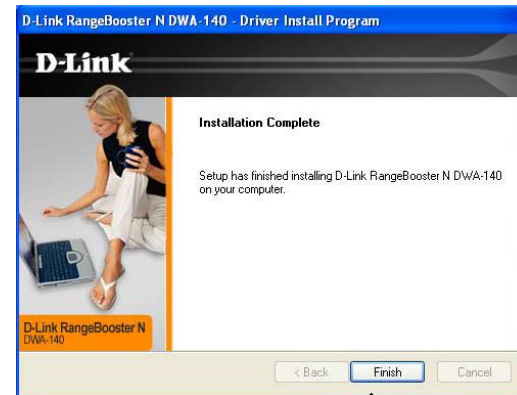 D-Link RangeBooster N DWA-140 - Driver Install Program
D-Link
Installation Complete
Setup has finished installing D-Link RangeBooster N DWA-140
on your computer.
D-Link RangeBooster N
DWA-140
< Back
Finish
Cancel